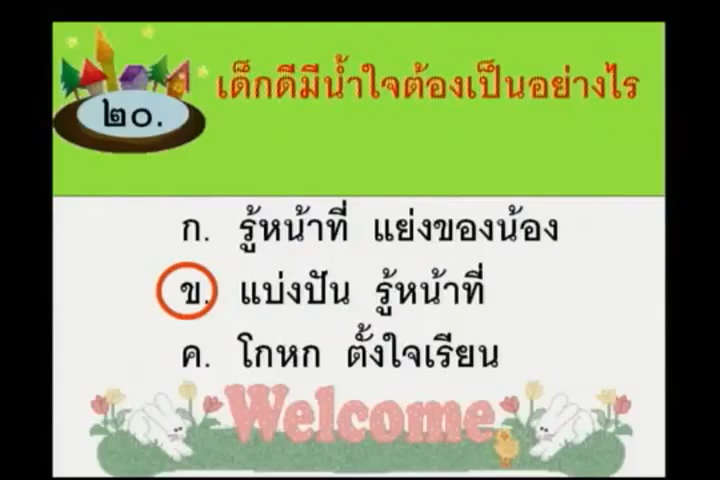 ๒๐.
เด็กดีมีน้ำใจต้องเป็นอย่างไร
ก. รู้หน้าที่ แย่งของน้อง
ข. แบ่งปัน รู้หน้าที่
ค. โกหก ตั้งใจเรียน
Welcome